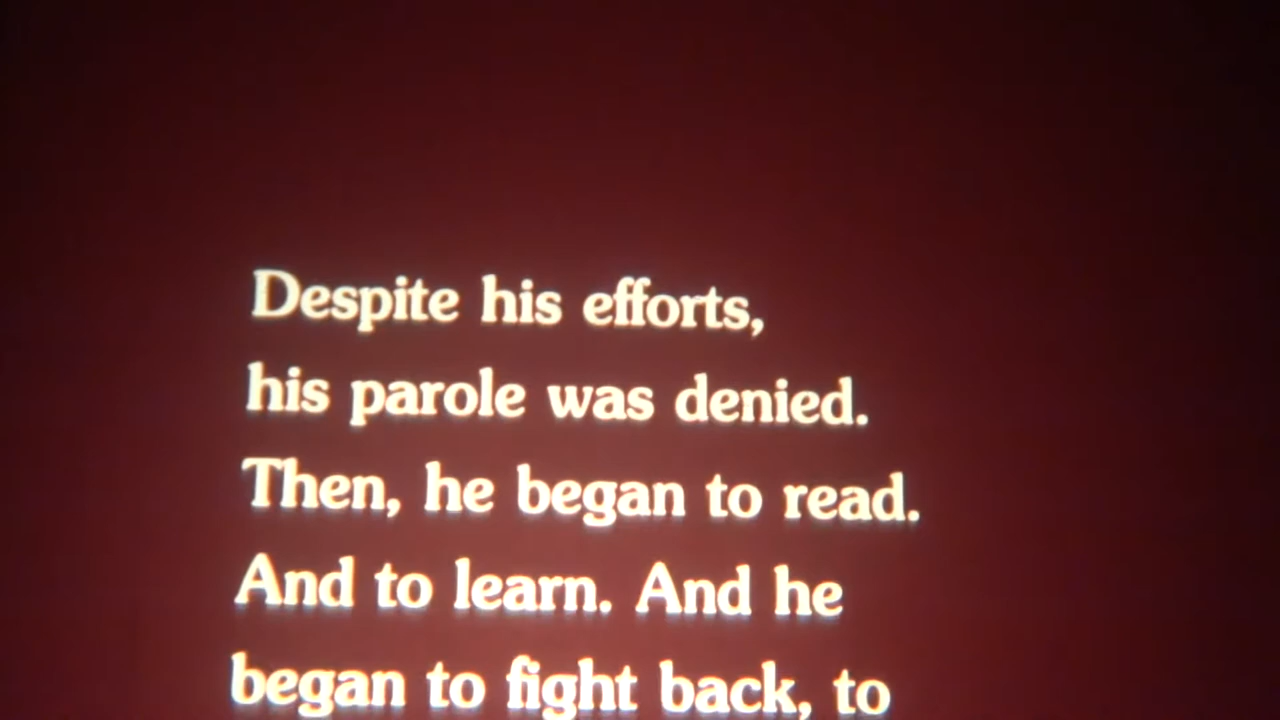 Despite his efforts,
his parole was denied.
Then, he began to read.
And to learn. And he
began to fight back, to